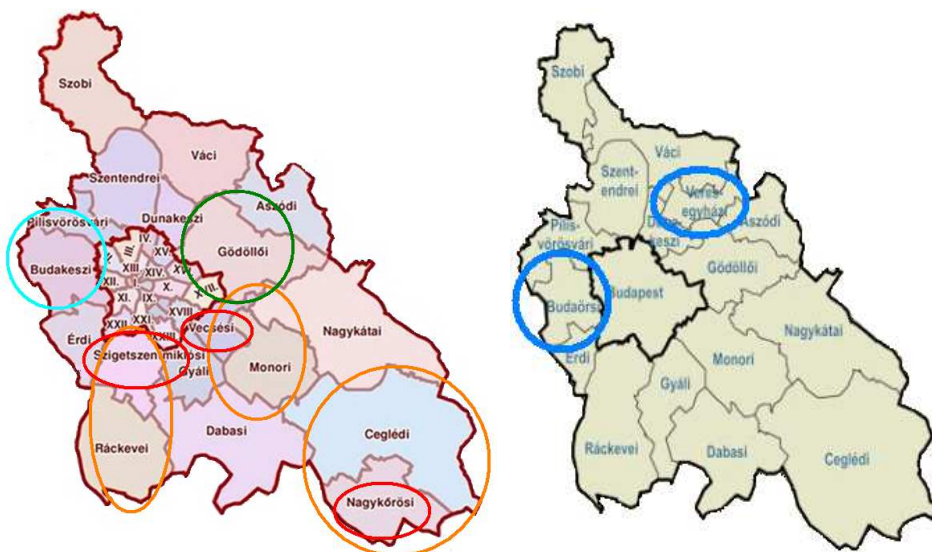 Szobi
Váci
Szentendrei
Aszódi
Pilisvörösvári
Dunakeszi
Gödöllői
Budakeszi
III.
IV.
XV.
XIII
XIV.
XVI.
XII.
I.
X.
XVII.
XI.
IX.
XVIII
XXII.
XXI.
XXIII.
Vecsési
Nagykátai
Érdi
Szigetszentmiklósi
Gyáli
Monori
Ráckevei
Dabasi
Ceglédi
Nagykőrösi
Szobi
Váci
Szent-
endrei
Veres-
egyházi
Pilis-
vörösvári
Aszódi
Gödöllői
Budaörsi
Budapest
Nagykátai
Érdi
Monori
Gyáli
Ráckevei
Dabasi
Ceglédi